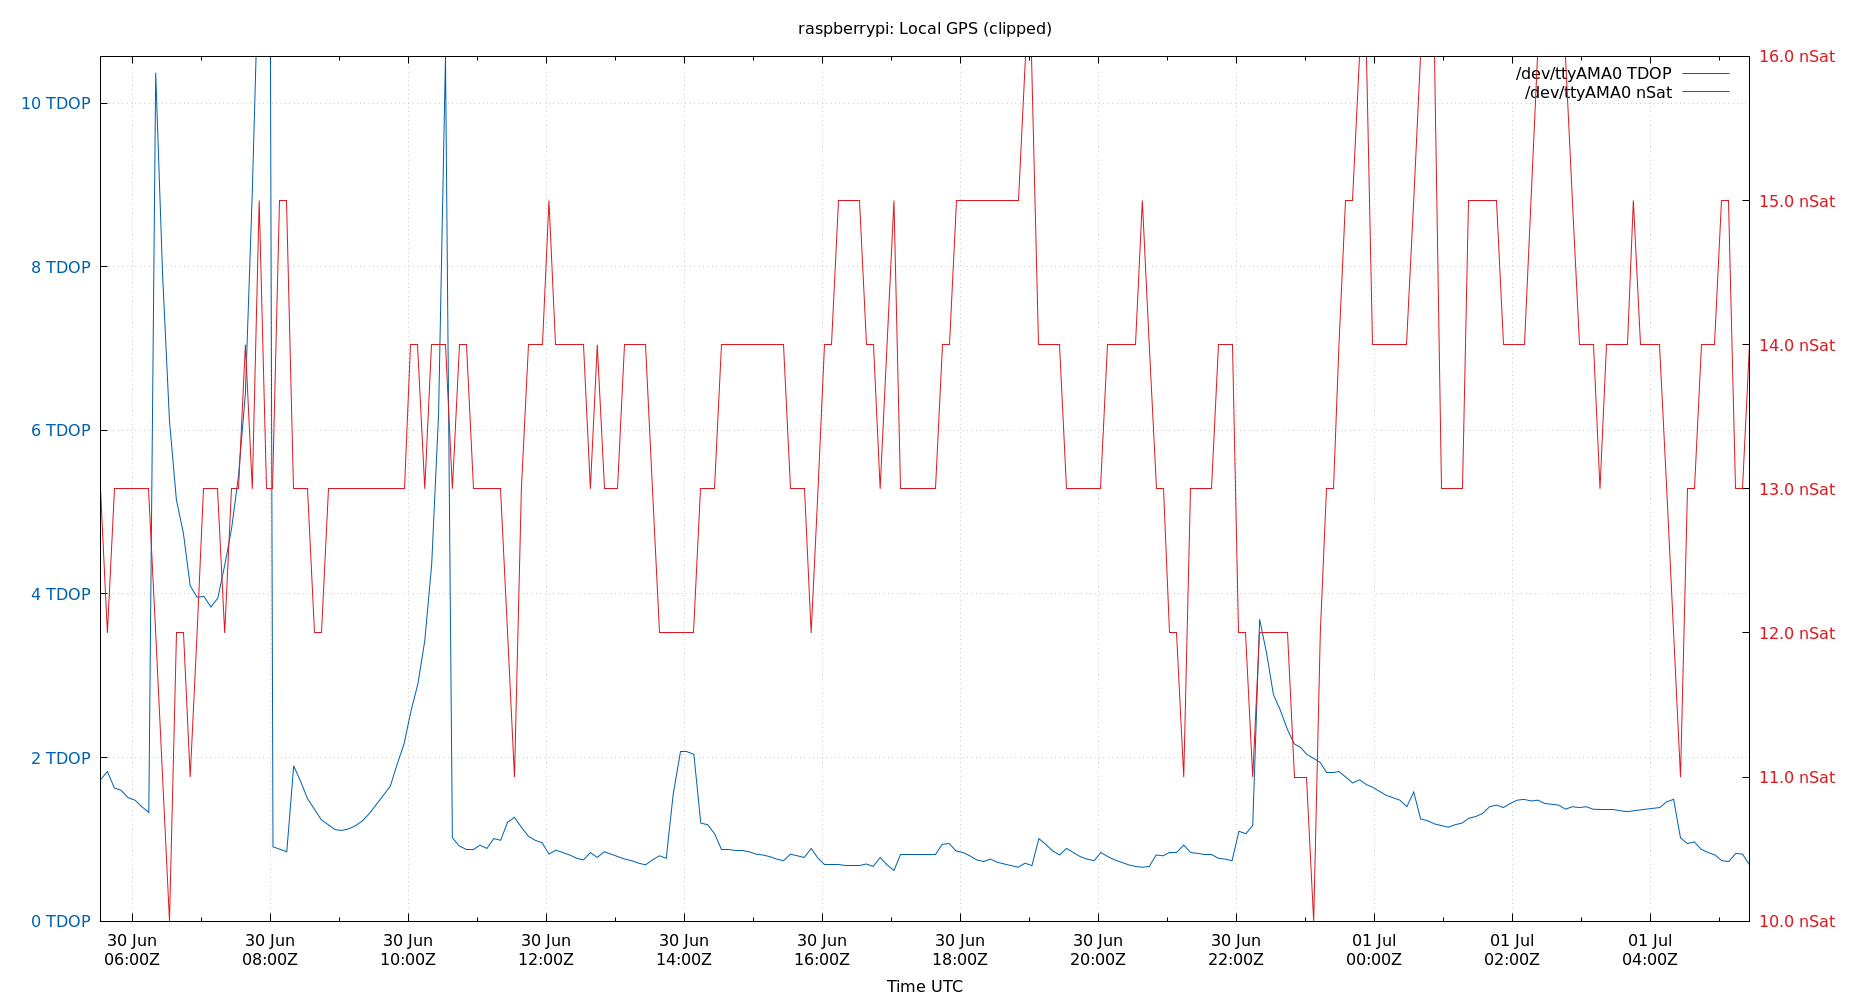 raspberrypi: Local GPS (clipped)
/dev/ttyAMA0 TDOP
/dev/ttyAMA0 nSat
10 TDOP
8 TDOP
6 TDOP
4 TDOP
2 TDOP
0 TDOP
16.0 nSat
15.0 nSat
14.0 nSat
13.0 nSat
12.0 nSat
11.0 nSat
10.0 nSat
30 Jun
06:00Z
30 Jun
08:00Z
30 Jun
10:00Z
30 Jun
12:00Z
30 Jun
14:00Z
30 Jun
16:00Z
30 Jun
18:00Z
30 Jun
20:00Z
30 Jun
22:00Z
01 Jul
00:00Z
01 Jul
02:00Z
01 Jul
04:00Z
Time UTC